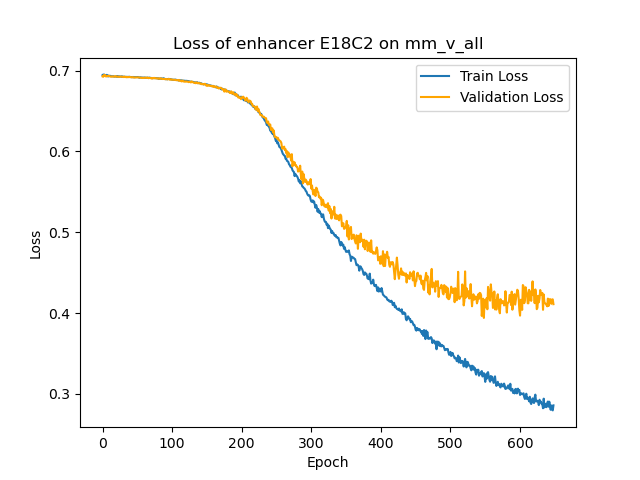 Loss of enhancer E18C2 on mm_v_all
Train Loss
Validation Loss
0.7
0.6
0.5
0.4
0.3
Loss
0 100 200 300 400 500 600
Epoch